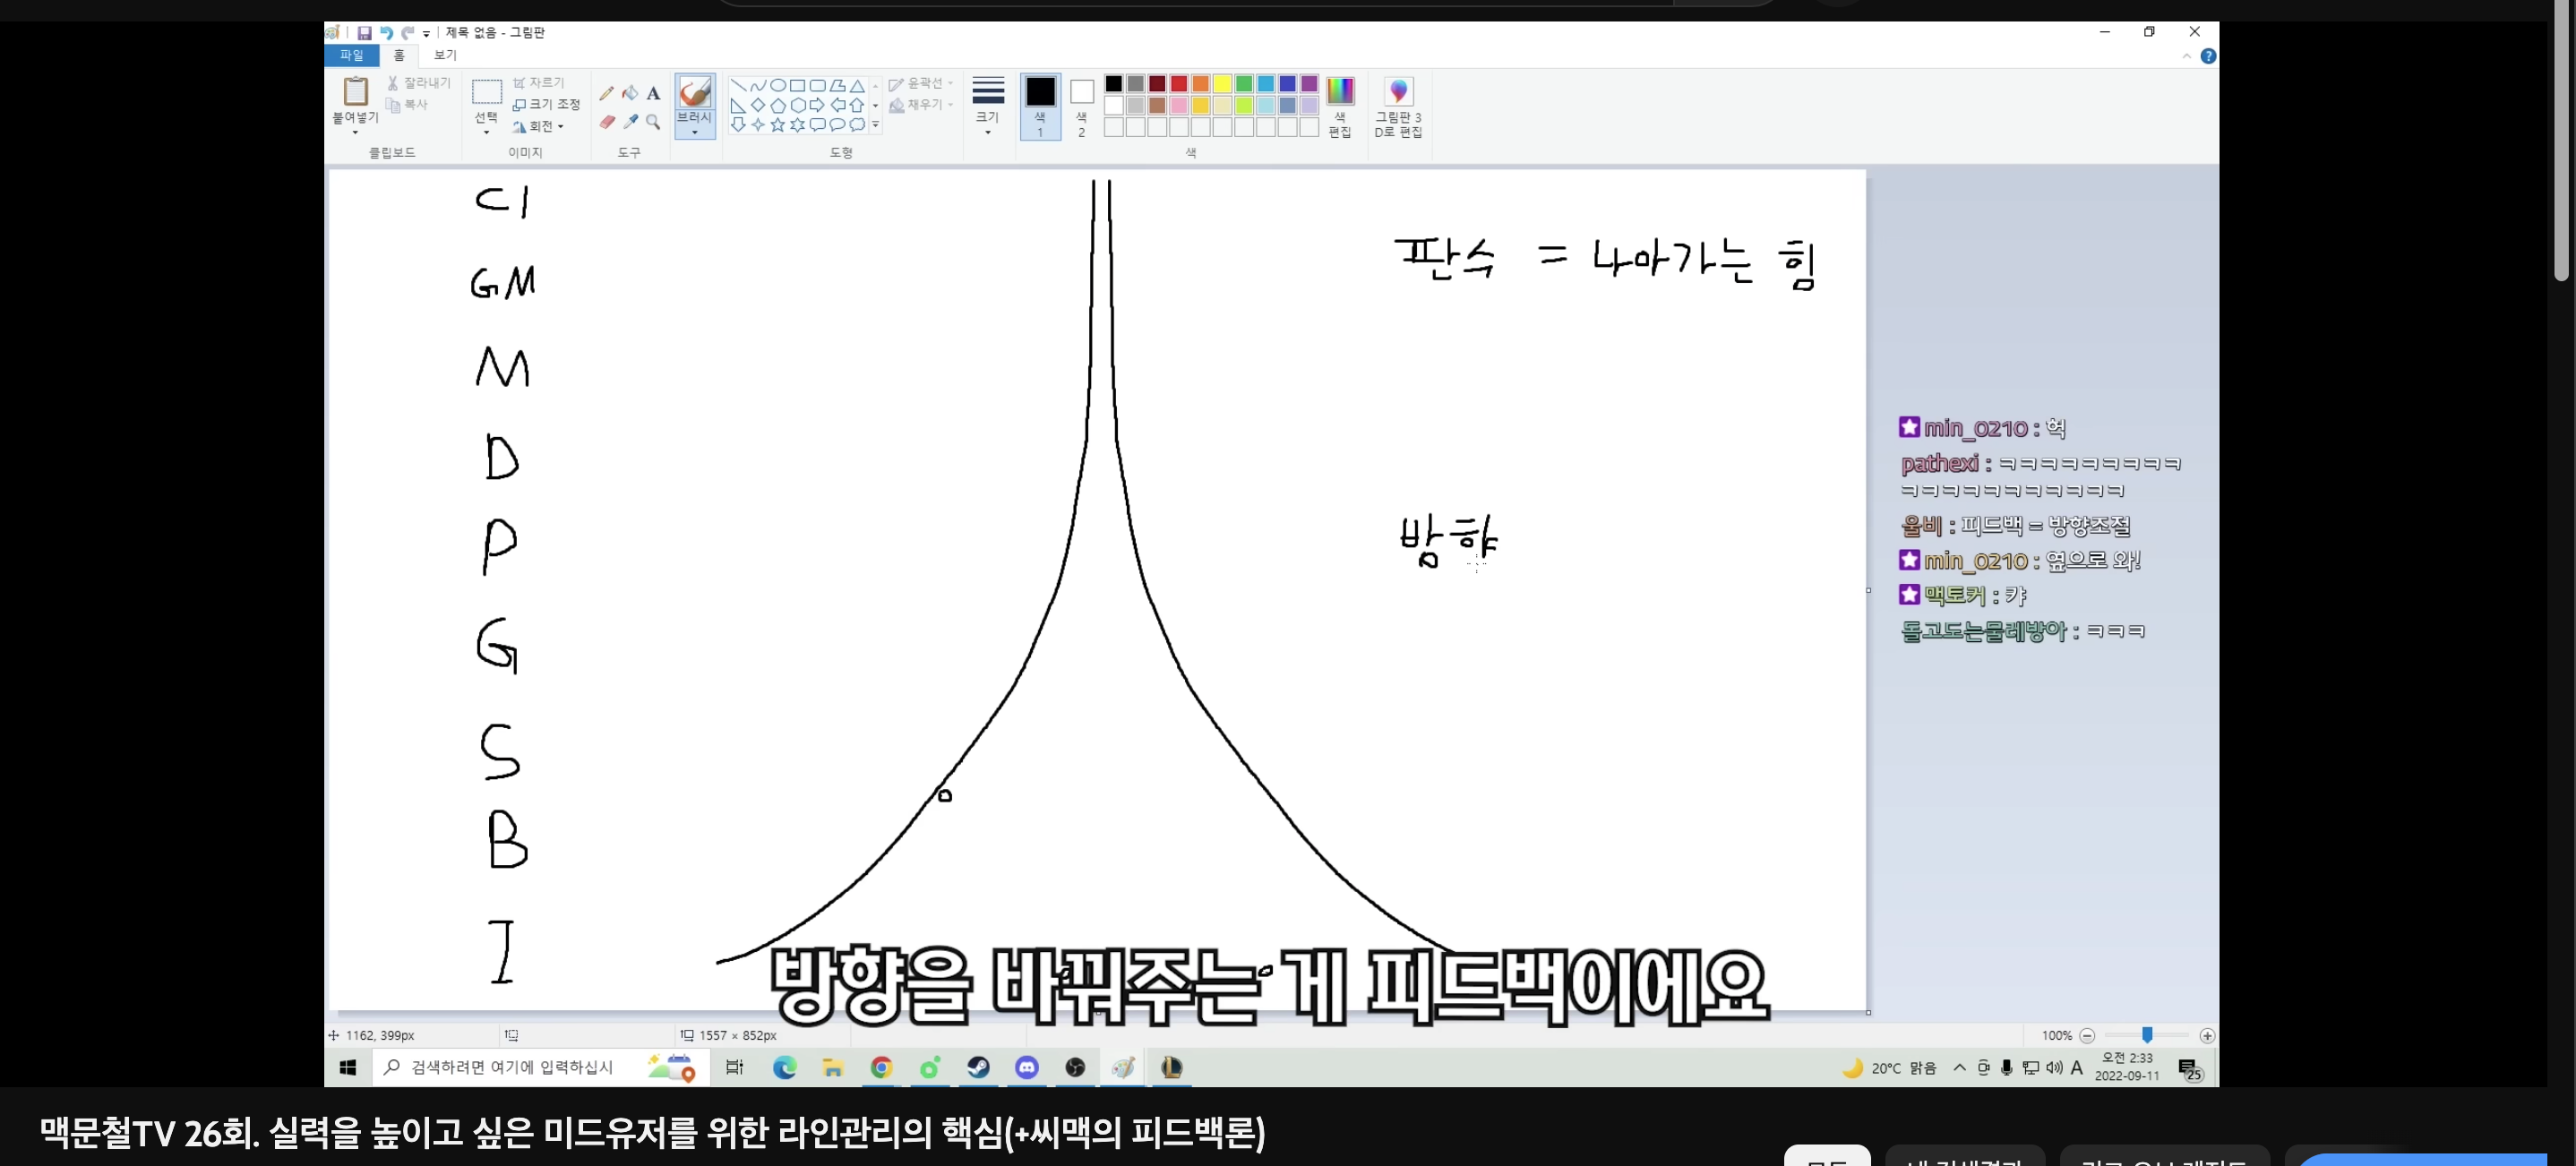 제목 없음 - 그림판
파일 홈 보기
붙여넣기
잘라내기
복사
클립보드
선택
자르기
크기 조정
회전
이미지
A
도구
브러시
윤곽선
채우기
도형
크기
색
1
색
2
색
편집
색
그림판 3
D로 편집
C1
GM
M
D
P
G
S
B
I
판수 = 나아가는 힘
방향
min_0210 : 헉
pathexi : ㅋㅋㅋㅋㅋㅋㅋㅋㅋ
ㅋㅋㅋㅋㅋㅋㅋㅋㅋㅋㅋ
울비 : 피드백 = 방향조절
min_0210 : 옆으로 와!
맥토커 : 캬
돌고도는물레방아 : ㅋㅋㅋ
방향을 바꿔주는 게 피드백이에요
1162, 399px
1557 × 852px
100%
검색하려면 여기에 입력하십시
20°C 맑음
A
오전 2:33
2022-09-11
25
맥문철TV 26회. 실력을 높이고 싶은 미드유저를 위한 라인관리의 핵심(+씨맥의 피드백론)